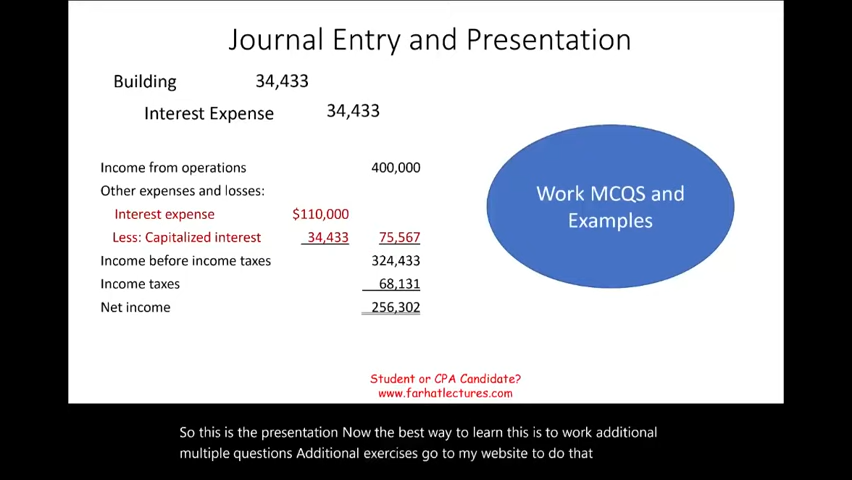 Journal Entry and Presentation
Building 34,433
Interest Expense 34,433
Income from operations 400,000
Other expenses and losses:
Interest expense $110,000
Less: Capitalized interest 34,433 75,567
Income before income taxes 324,433
Income taxes 68,131
Net income 256,302
Work MCQS and
Examples
Student or CPA Candidate?
www.farhatlectures.com
So this is the presentation Now the best way to learn this is to work additional
multiple questions Additional exercises go to my website to do that